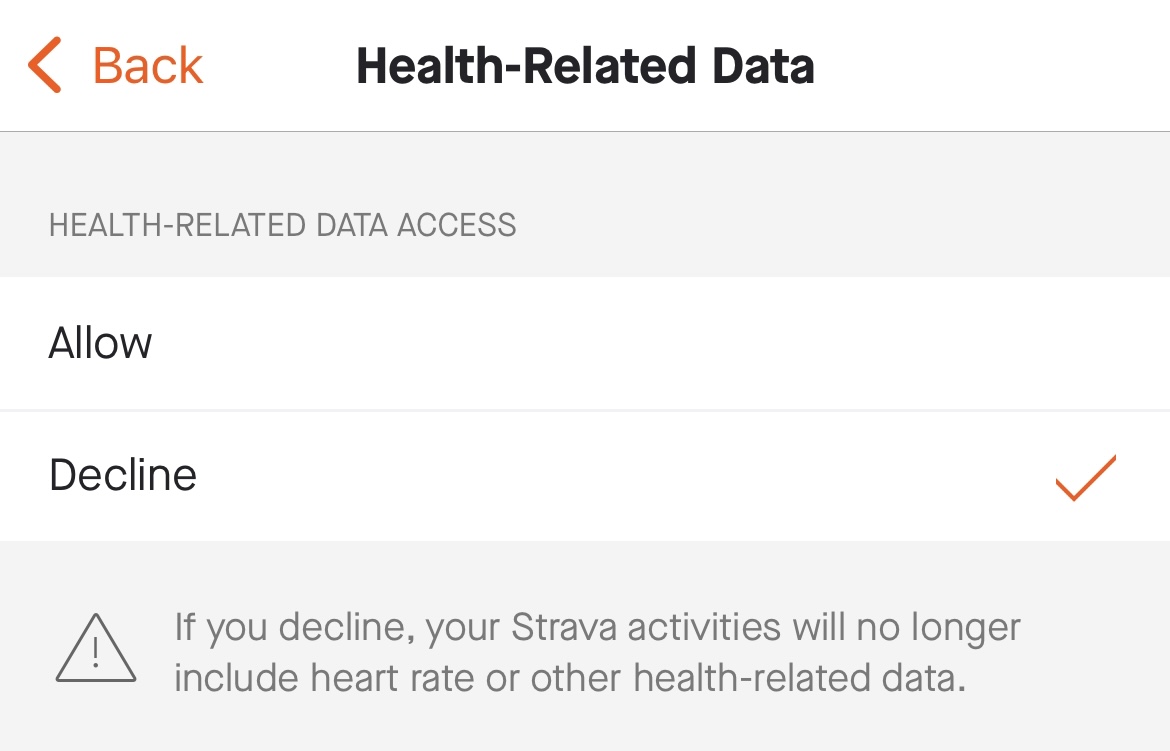 Back
Health-Related Data
HEALTH-RELATED DATA ACCESS
Allow
Decline
If you decline, your Strava activities will no longer
include heart rate or other health-related data.